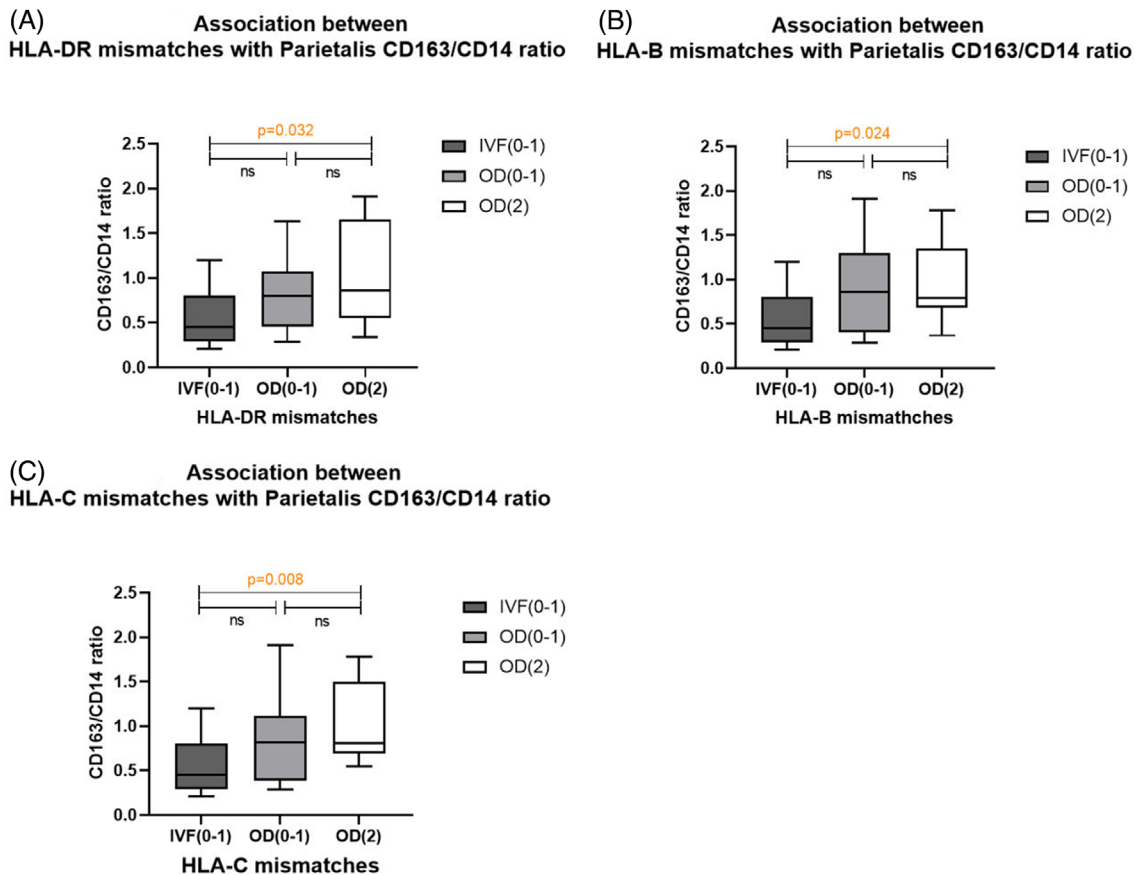 (A)
Association between
HLA-DR mismatches with Parietalis CD163/CD14 ratio
p=0.032
ns
ns
2.5
2.0
1.5
1.0
0.5
0.0
CD163/CD14 ratio
IVF(0-1)
OD(0-1)
OD(2)
HLA-DR mismatches
IVF(0-1)
OD(0-1)
OD(2)
(B)
Association between
HLA-B mismatches with Parietalis CD163/CD14 ratio
p=0.024
ns
ns
2.5
2.0
1.5
1.0
0.5
0.0
CD163/CD14 ratio
IVF(0-1)
OD(0-1)
OD(2)
HLA-B mismathches
IVF(0-1)
OD(0-1)
OD(2)
(C)
Association between
HLA-C mismatches with Parietalis CD163/CD14 ratio
p=0.008
ns
ns
2.5
2.0
1.5
1.0
0.5
0.0
CD163/CD14 ratio
IVF(0-1)
OD(0-1)
OD(2)
HLA-C mismatches
IVF(0-1)
OD(0-1)
OD(2)